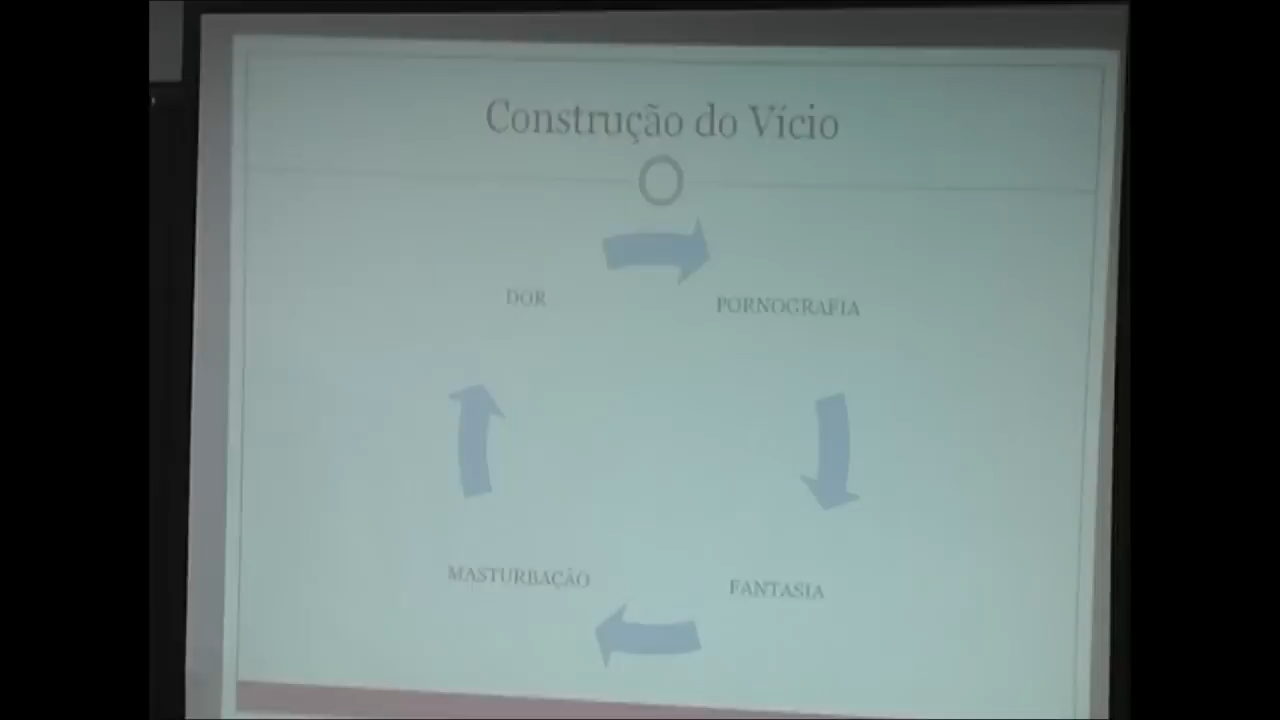 Construção do Vício
DOR
PORNOGRAFIA
MASTURBAÇÃO
FANTASIA